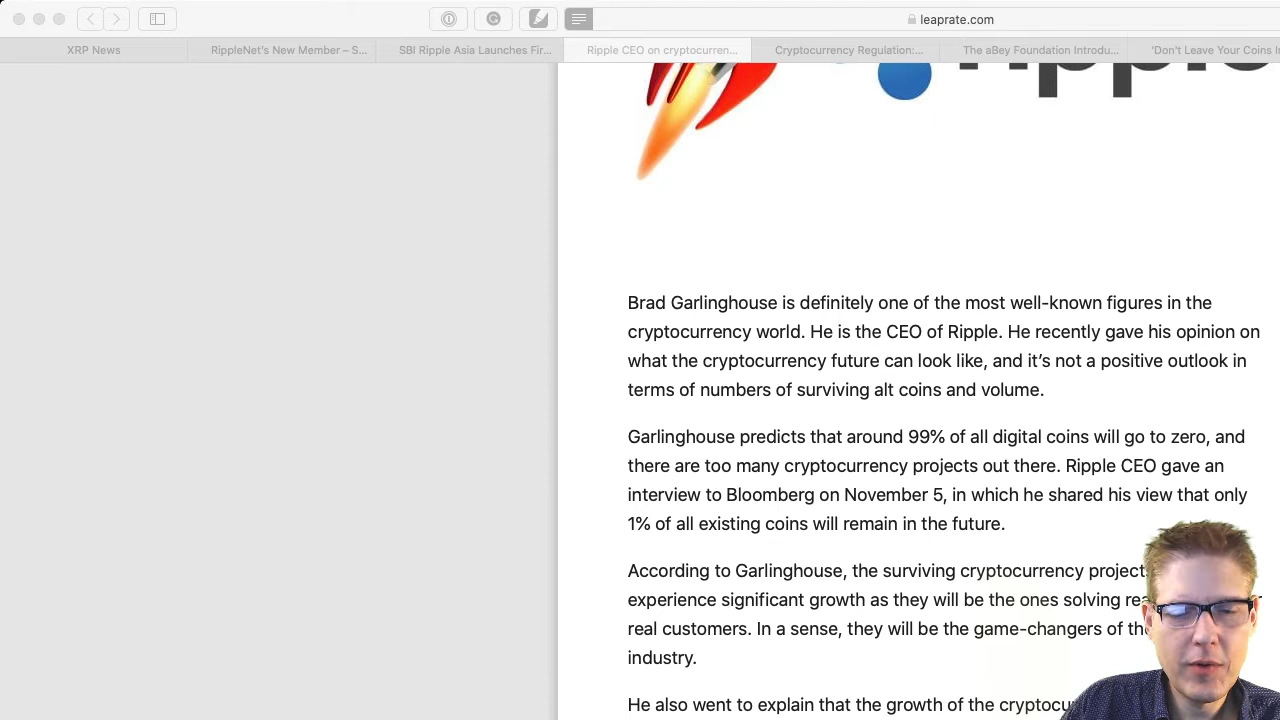 leaprate.com
XRP News
RippleNet's New Member – S...
SBI Ripple Asia Launches Fir...
Ripple CEO on cryptocurren...
Cryptocurrency Regulation:...
The aBey Foundation Introdu...
'Don't Leave Your Coins I
Brad Garlinghouse is definitely one of the most well-known figures in the
cryptocurrency world. He is the CEO of Ripple. He recently gave his opinion on
what the cryptocurrency future can look like, and it's not a positive outlook in
terms of numbers of surviving alt coins and volume.
Garlinghouse predicts that around 99% of all digital coins will go to zero, and
there are too many cryptocurrency projects out there. Ripple CEO gave an
interview to Bloomberg on November 5, in which he shared his view that only
1% of all existing coins will remain in the future.
According to Garlinghouse, the surviving cryptocurrency project
experience significant growth as they will be the ones solving
real customers. In a sense, they will be the game-changers of
industry.
He also went to explain that the growth of the